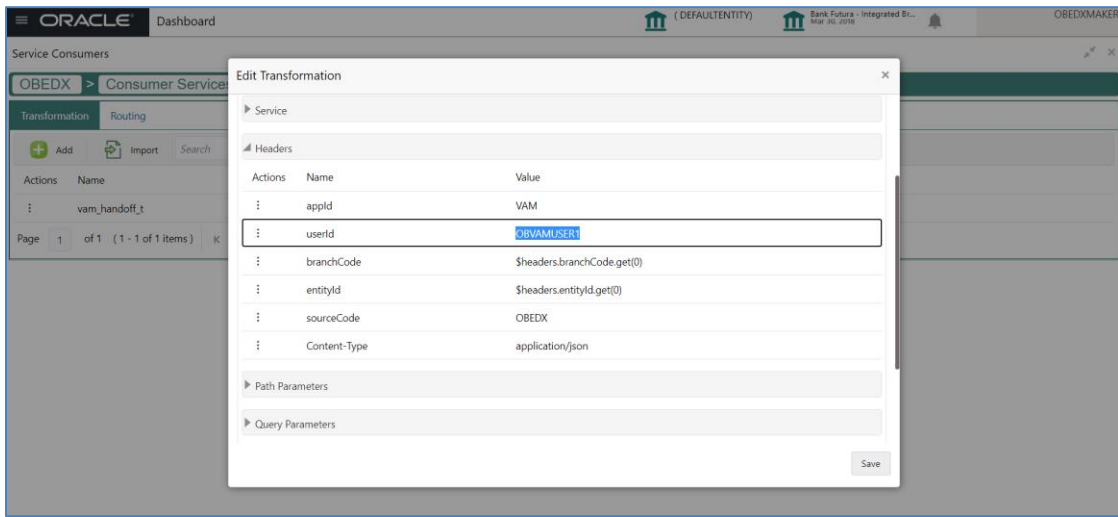 ORACLE Dashboard ( DEFAULTENTITY) Bank Futura - Integrated Br... OBEDXMAKER
Mar 30, 2018
Service Consumers
Edit Transformation
OBEDX > Consumer Services
Service
Transformation Routing
Add Import Search
Headers
Actions Name
Actions Name Value
vam_handoff_t
appId VAM
Page 1 of 1 (1 - 1 of 1 items) K
userId OBVAMUSER1
branchCode $headers.branchCode.get(0)
entityId $headers.entityId.get(0)
sourceCode OBEDX
Content-Type application/json
Path Parameters
Query Parameters
Save